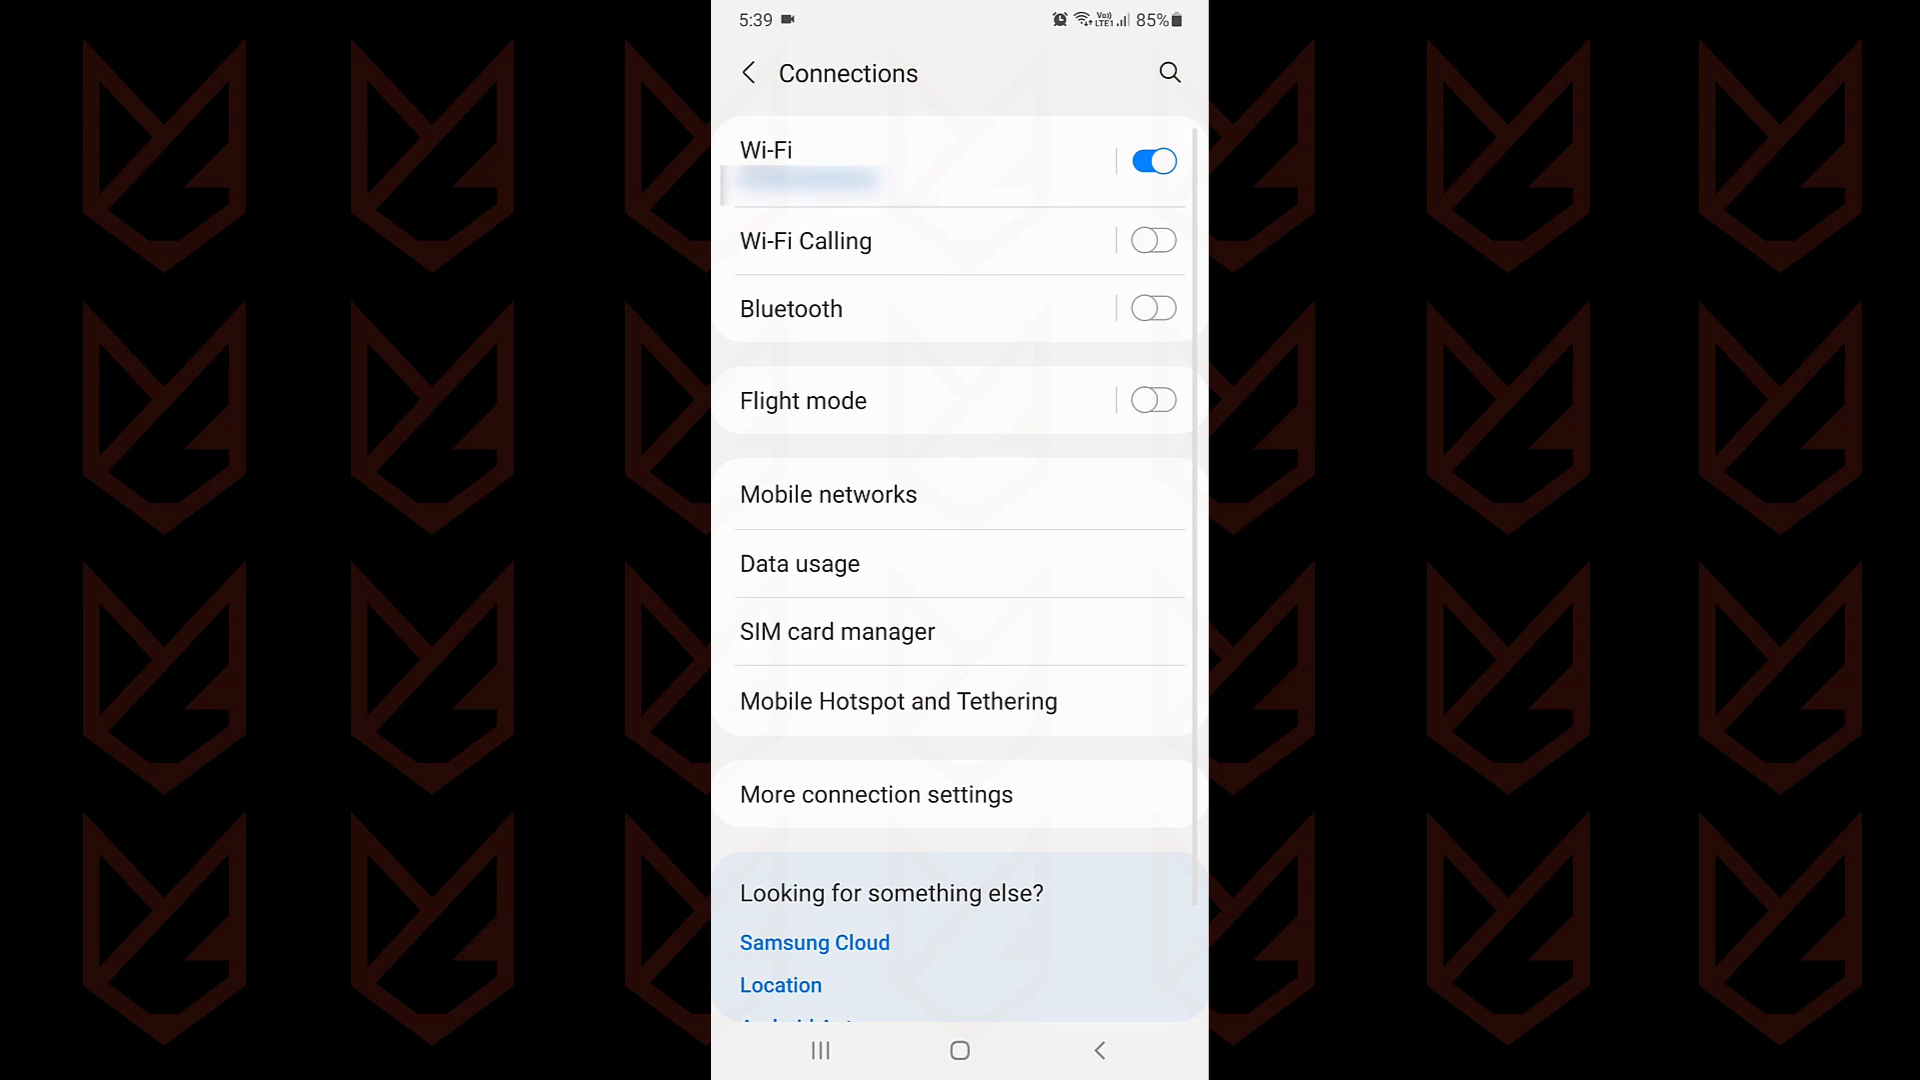 5:39 85%
Connections
Wi-Fi
Wi-Fi Calling
Bluetooth
Flight mode
Mobile networks
Data usage
SIM card manager
Mobile Hotspot and Tethering
More connection settings
Looking for something else?
Samsung Cloud
Location